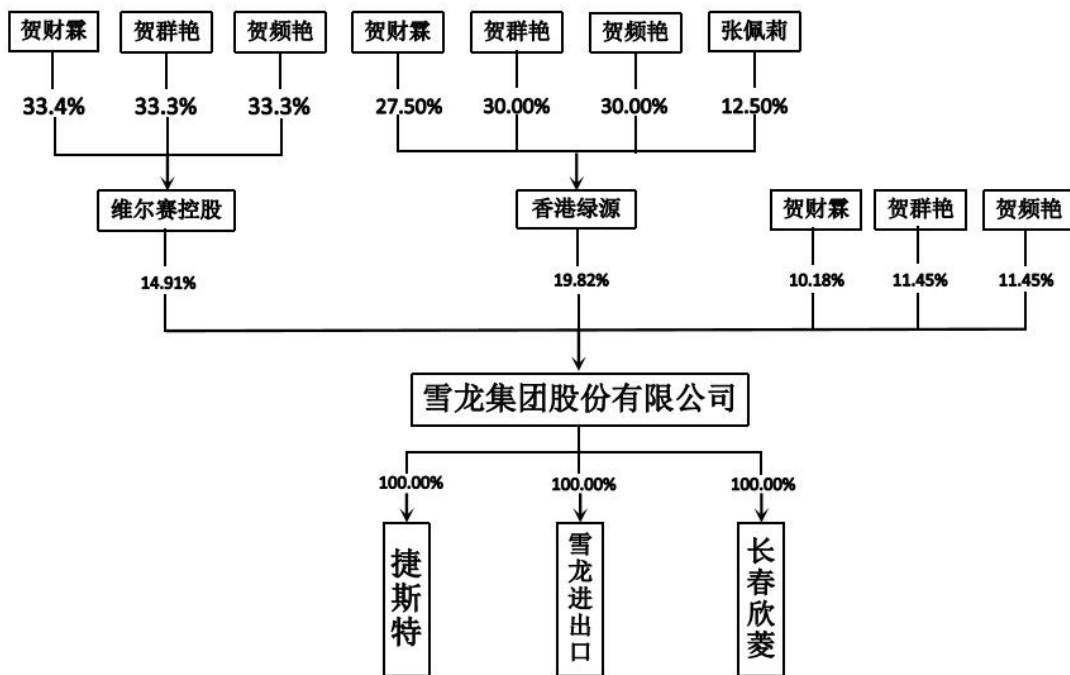 贺财霖 贺群艳 贺频艳 贺财霖 贺群艳 贺频艳 张佩莉
33.4% 33.3% 33.3% 27.50% 30.00% 30.00% 12.50%
维尔赛控股 香港绿源 贺财霖 贺群艳 贺频艳
14.91% 19.82% 10.18% 11.45% 11.45%
雪龙集团股份有限公司
100.00% 100.00% 100.00%
捷斯特
雪龙进出口
长春欣菱